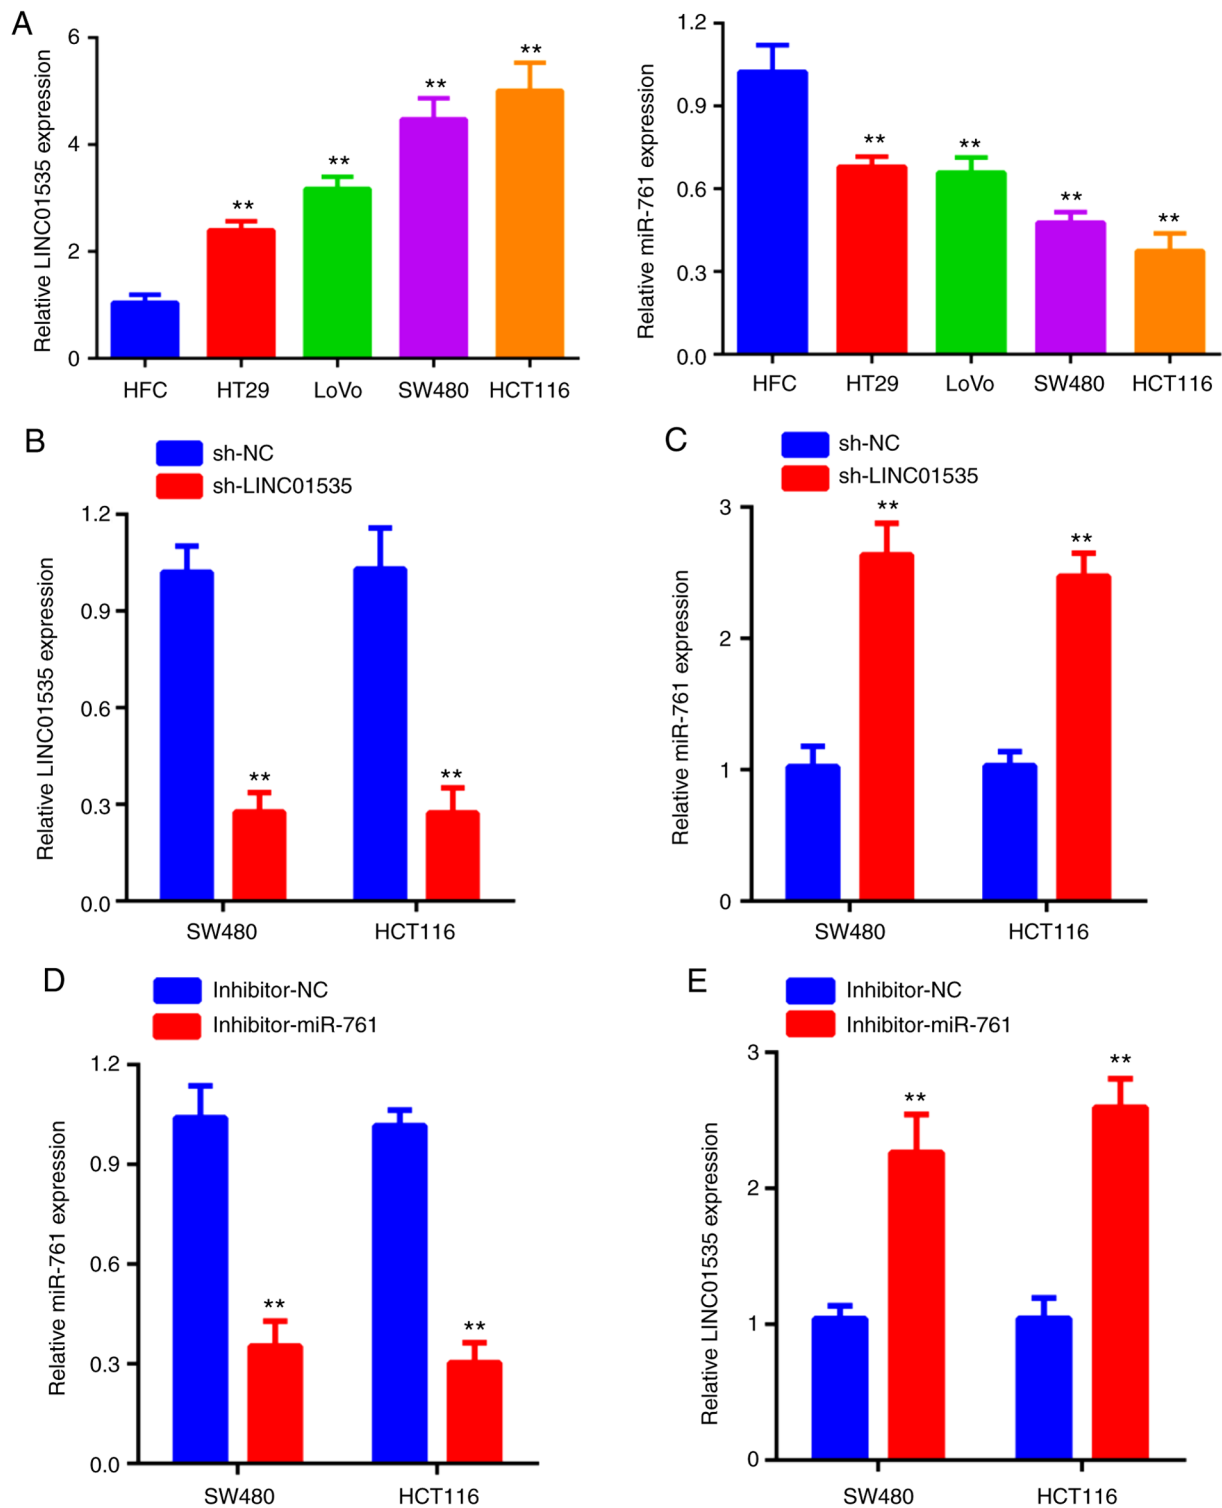 A
Relative LINC01535 expression
6
4
2
0
**
**
**
**
HFC HT29 LoVo SW480 HCT116
Relative miR-761 expression
1.2
0.9
0.6
0.3
0.0
**
**
**
**
HFC HT29 LoVo SW480 HCT116
B
sh-NC
sh-LINC01535
Relative LINC01535 expression
1.2
0.9
0.6
0.3
0.0
**
**
SW480 HCT116
C
sh-NC
sh-LINC01535
Relative miR-761 expression
3
2
1
0
**
**
SW480 HCT116
D
Inhibitor-NC
Inhibitor-miR-761
Relative miR-761 expression
1.2
0.9
0.6
0.3
0.0
**
**
SW480 HCT116
E
Inhibitor-NC
Inhibitor-miR-761
Relative LINC01535 expression
3
2
1
0
**
**
SW480 HCT116